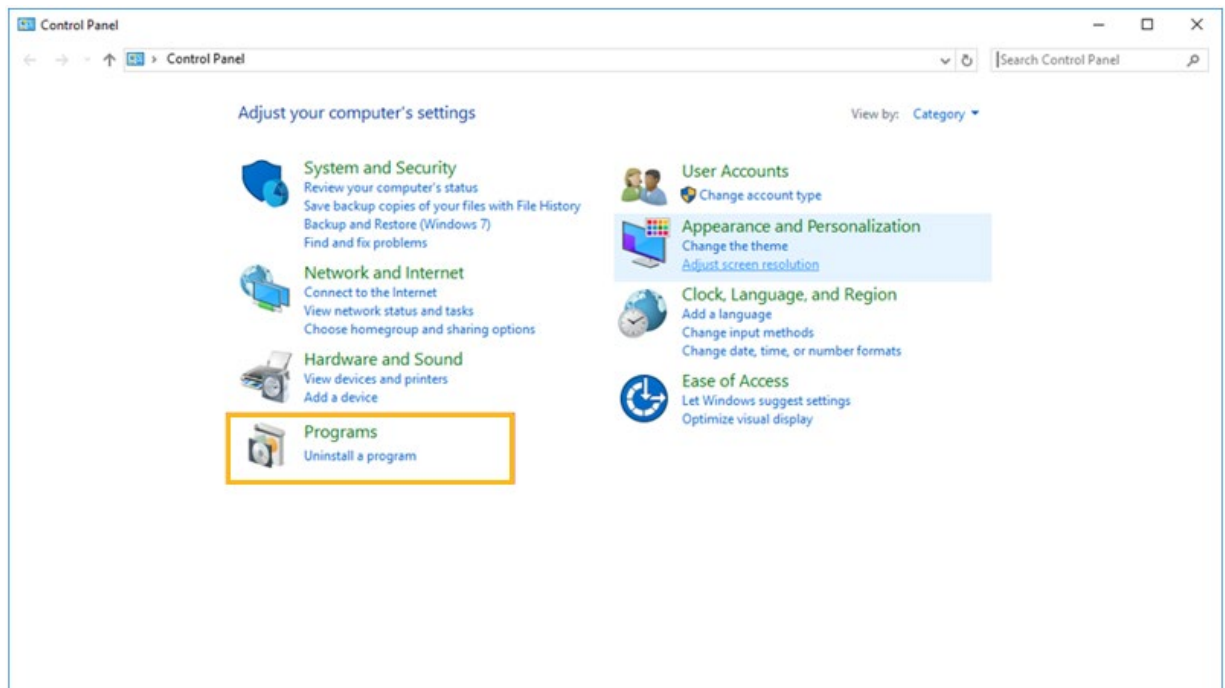 Control Panel
Control Panel
Search Control Panel
Adjust your computer's settings
View by: Category
System and Security
Review your computer's status
Save backup copies of your files with File History
Backup and Restore (Windows 7)
Find and fix problems
Network and Internet
Connect to the Internet
View network status and tasks
Choose homegroup and sharing options
Hardware and Sound
View devices and printers
Add a device
Programs
Uninstall a program
User Accounts
Change account type
Appearance and Personalization
Change the theme
Adjust screen resolution
Clock, Language, and Region
Add a language
Change input methods
Change date, time, or number formats
Ease of Access
Let Windows suggest settings
Optimize visual display